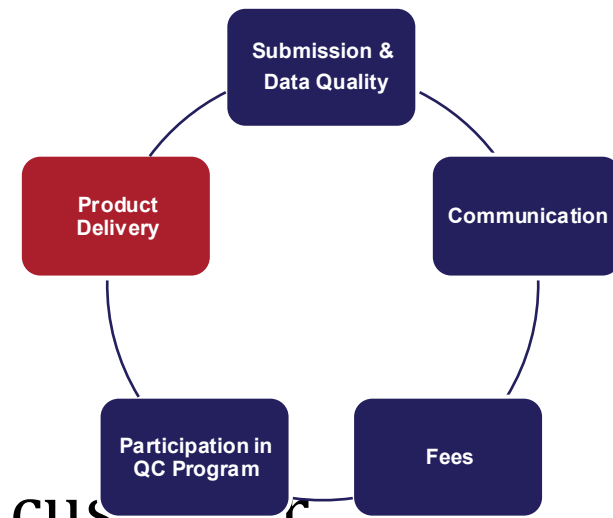 Submission &
Data Quality
Product
Delivery
Communication
Participation in
QC Program
Fees